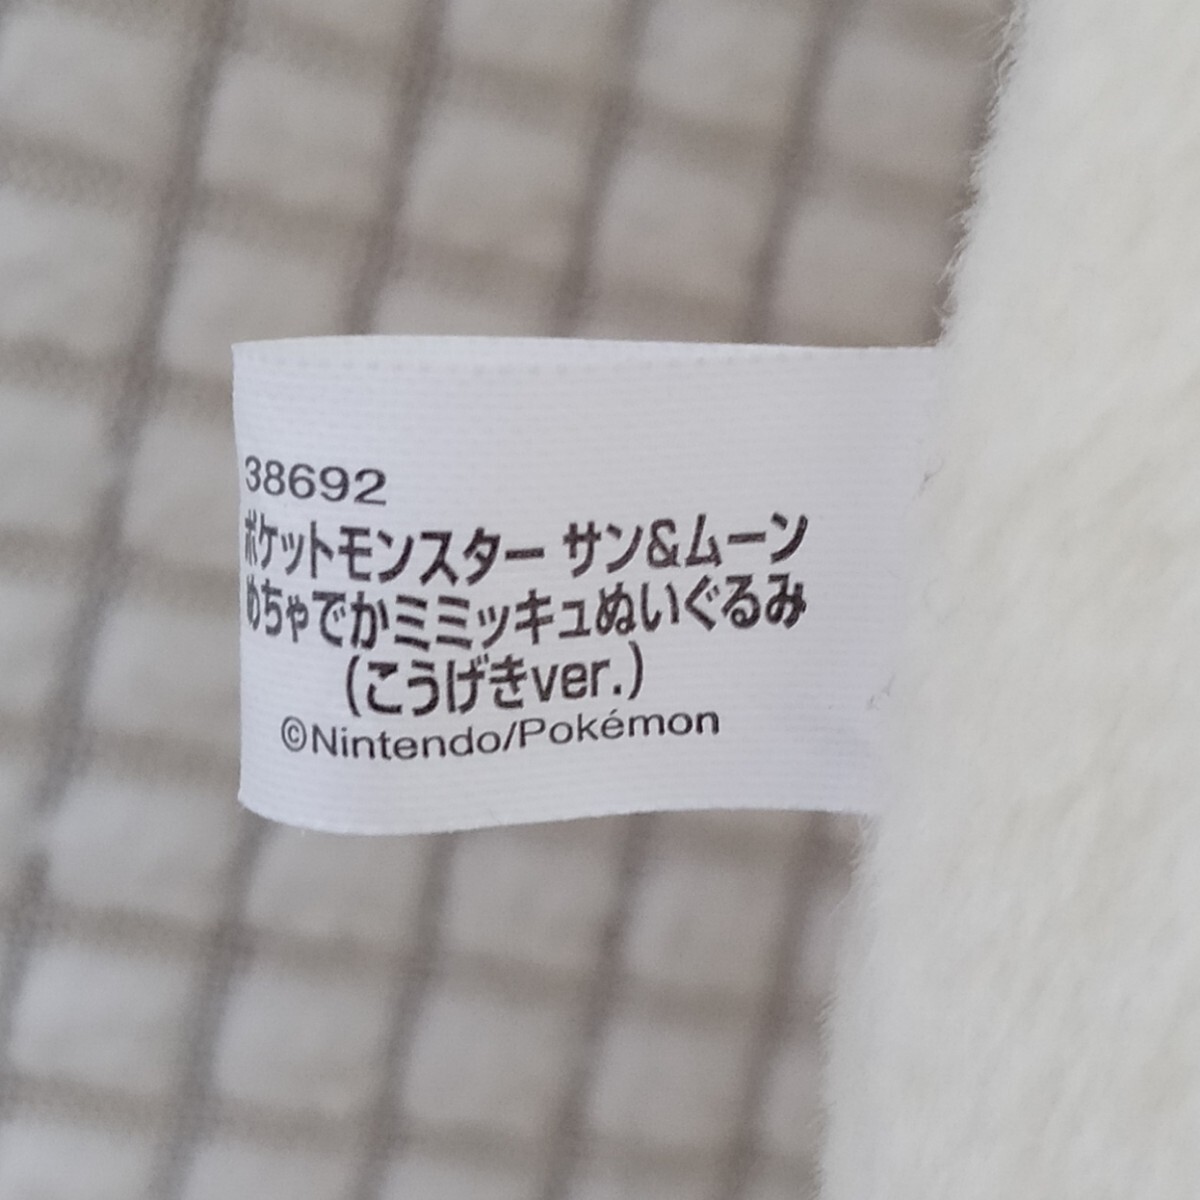 38692
ポケットモンスター サン&ムーン
めちゃでかミミッキュぬいぐるみ
(こうげきver.)
©Nintendo/Pokémon